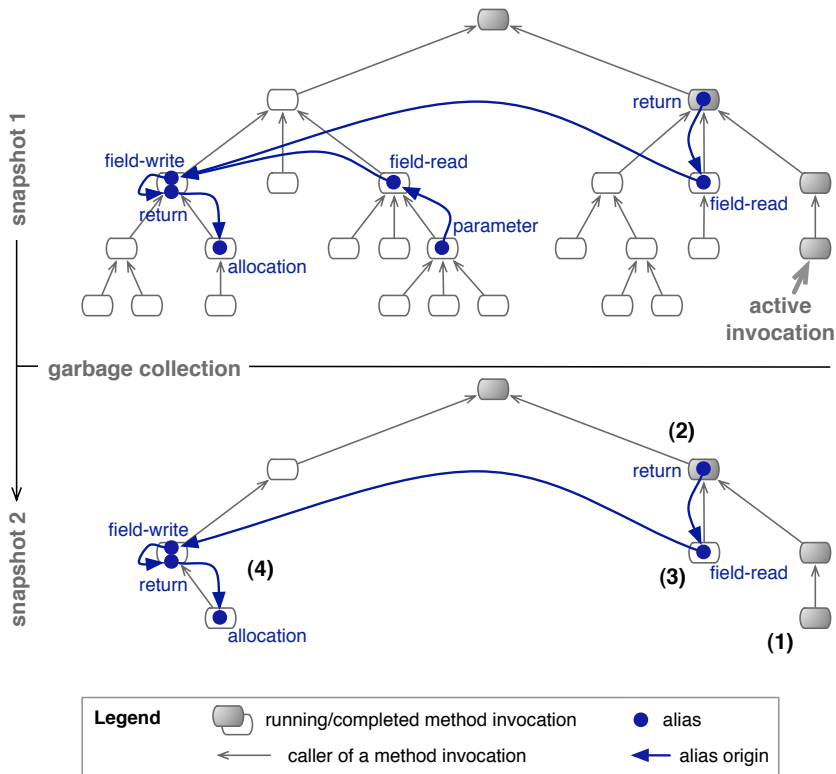 snapshot 1
return
field-write
field-read
return
field-read
parameter
allocation
active
invocation
garbage collection
snapshot 2
(2)
return
field-write
(4)
return
(3)
field-read
allocation
(1)
Legend
running/completed method invocation
alias
caller of a method invocation
alias origin